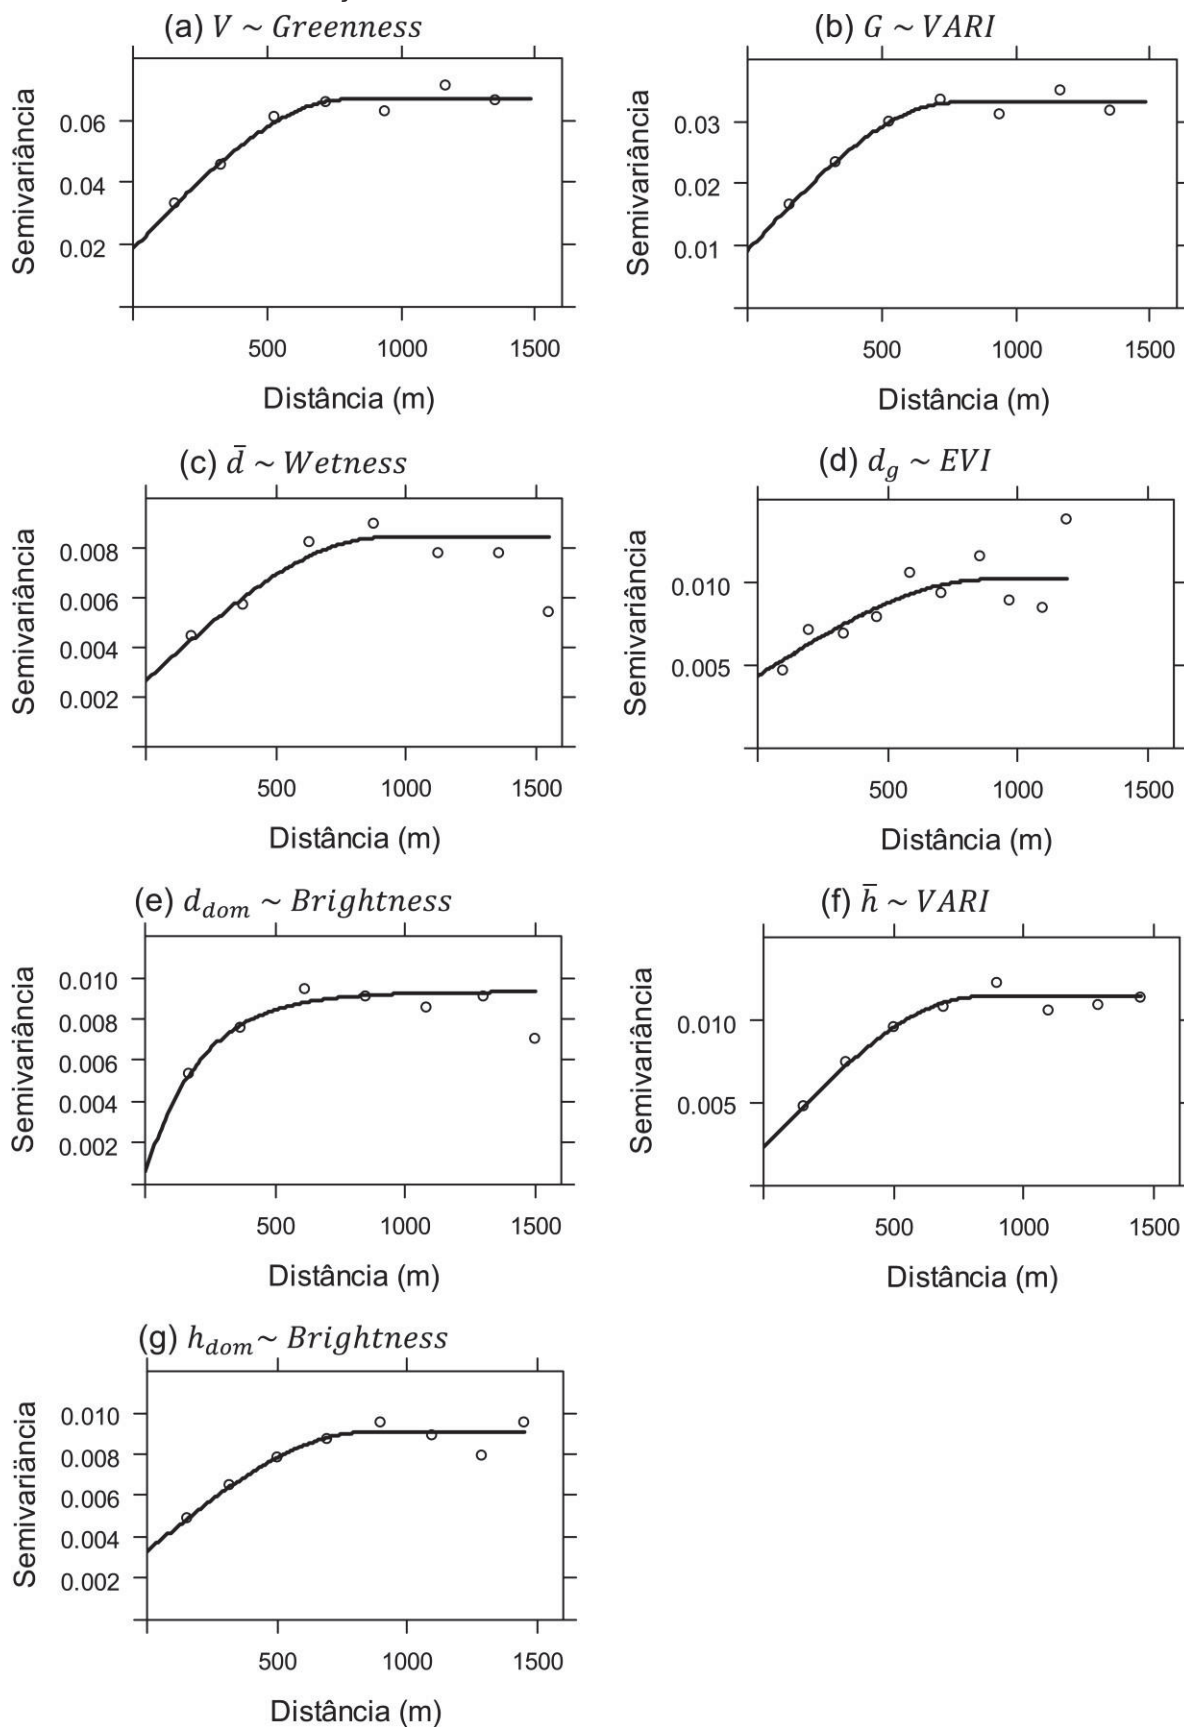 (a) V ~ Greenness
Semivariância
0.06
0.04
0.02
500 1000 1500
Distância (m)
(b) G ~ VARI
Semivariância
0.03
0.02
0.01
500 1000 1500
Distância (m)
(c) d̄ ~ Wetness
Semivariância
0.008
0.006
0.004
0.002
500 1000 1500
Distância (m)
(d) d_g ~ EVI
Semivariância
0.010
0.005
500 1000 1500
Distância (m)
(e) d_dom ~ Brightness
Semivariância
0.010
0.008
0.006
0.004
0.002
500 1000 1500
Distância (m)
(f) h̄ ~ VARI
Semivariância
0.010
0.005
500 1000 1500
Distância (m)
(g) h_dom ~ Brightness
Semivariância
0.010
0.008
0.006
0.004
0.002
500 1000 1500
Distância (m)